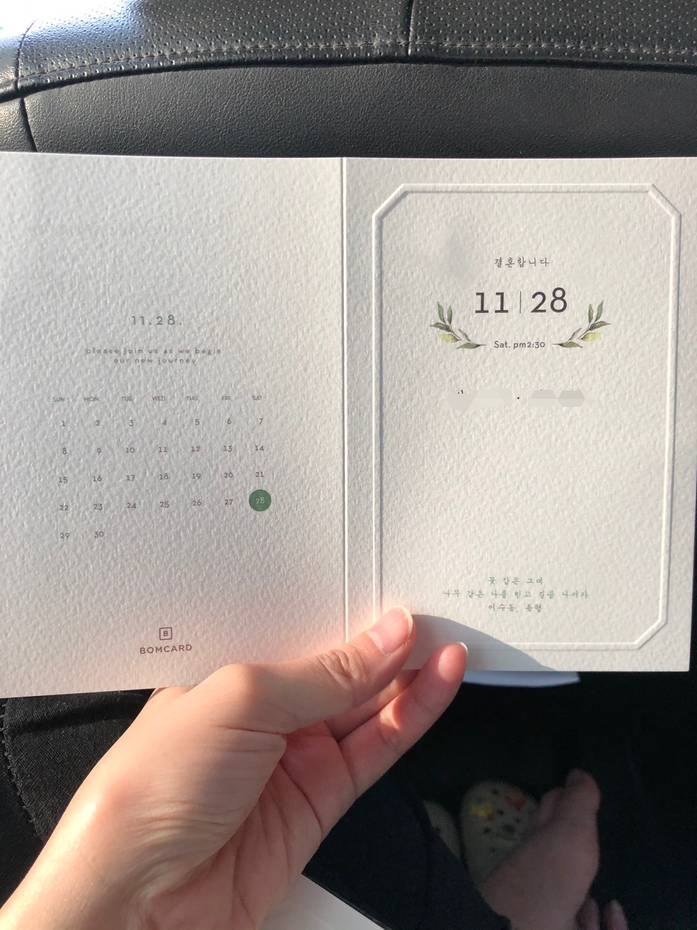 11.28.
please join us as we begin
our new journey
SUN MON TUE WED THU FRI SAT
1 2 3 4 5 6 7
8 9 10 11 12 13 14
15 16 17 18 19 20 21
22 23 24 25 26 27 28
29 30
B
BOMCARD
결혼합니다
11 | 28
Sat. pm2:30
꽃 같은 그대
나무 같은 나를 믿고 길을 나서자
이수동, 동행